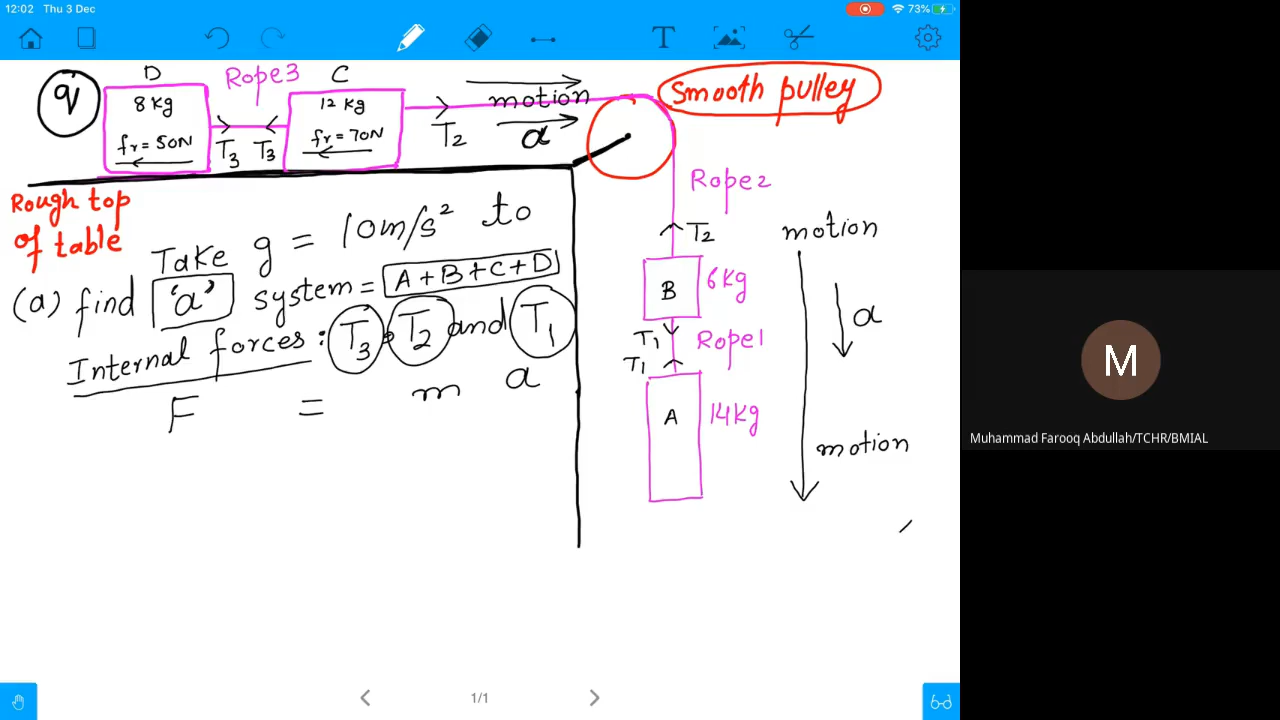 12:02 Thu 3 Dec
73%
T
q
D
Rope3
C
8 Kg
fr = 50N
T3
T3
12 Kg
fr = 70N
T2
motion
a
Smooth pulley
Rough top
of table
Take g = 10m/s² to
(a) find 'a' system = A + B + C + D
Internal forces : T3, T2 and T1
F = m a
Rope2
T2
B
6Kg
T1
Rope1
T1
A
14Kg
motion
a
motion
1/1
M
Muhammad Farooq Abdullah/TCHR/BMIAL